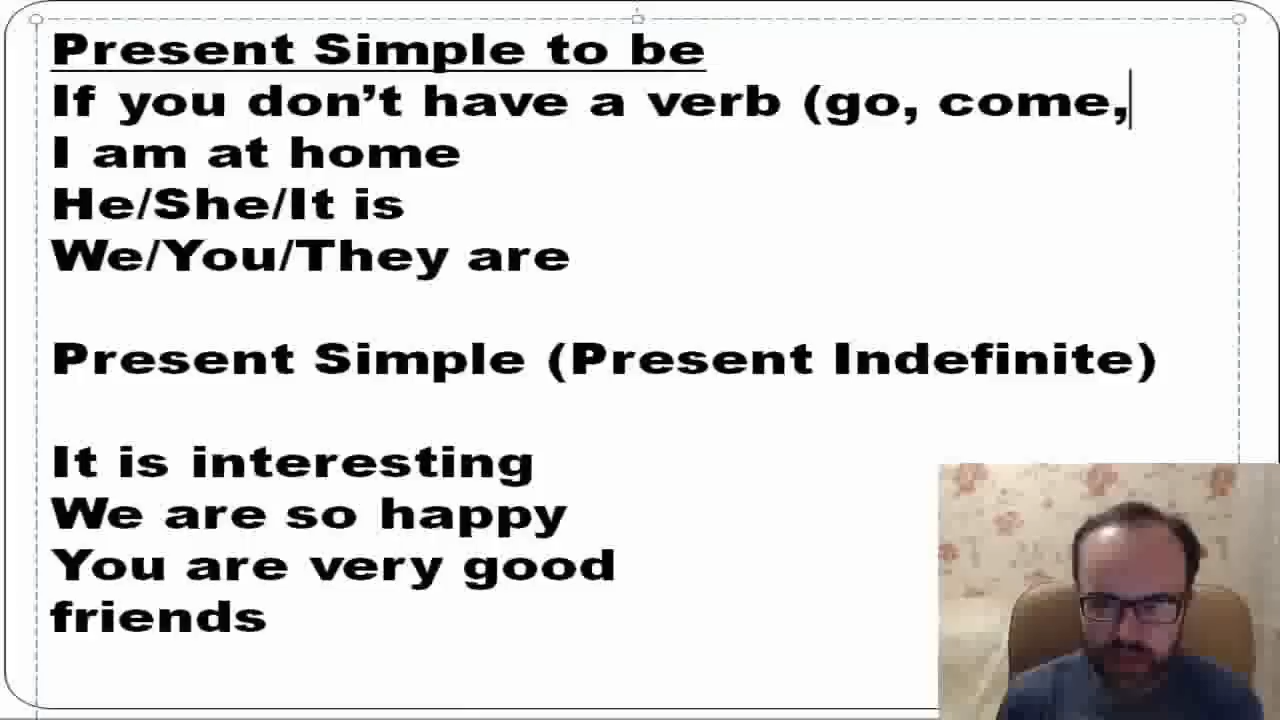 Present Simple to be
If you don’t have a verb (go, come,
I am at home
He/She/It is
We/You/They are
Present Simple (Present Indefinite)
It is interesting
We are so happy
You are very good
friends